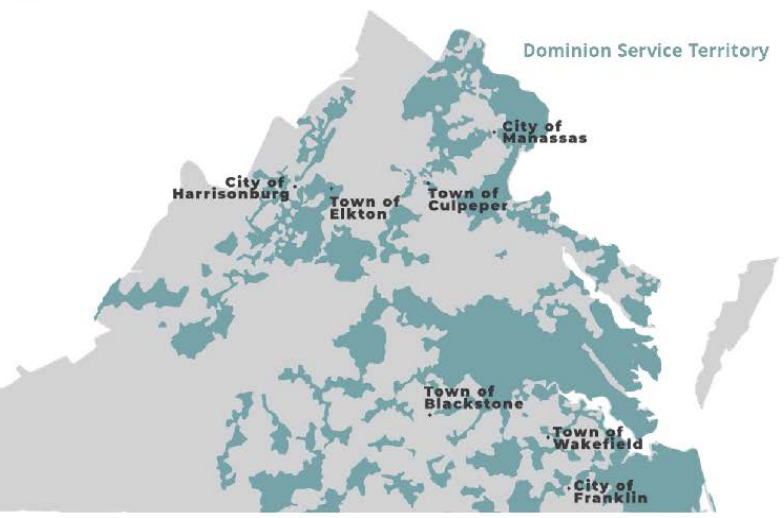 Dominion Service Territory
City of
Manassas
City of
Harrisonburg
Town of
Elkton
Town of
Culpeper
Town of
Blackstone
Town of
Wakefield
City of
Franklin